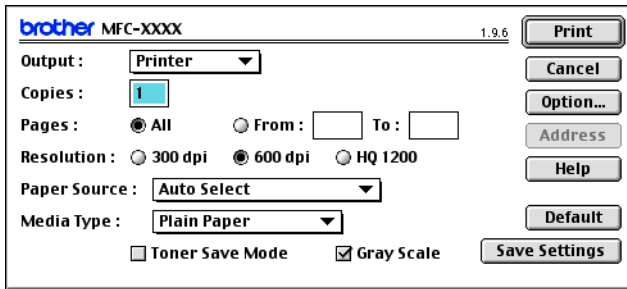 brother MFC-XXXX 1.9.6 Print
Output : Printer Cancel
Copies : 1 Option...
Pages : All From : To : Address
Resolution : 300 dpi 600 dpi HQ 1200 Help
Paper Source : Auto Select
Media Type : Plain Paper Default
Toner Save Mode Gray Scale Save Settings